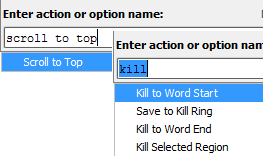 Enter action or option name:
scroll to top
Scroll to Top
Enter action or option nam
kill
Kill to Word Start
Save to Kill Ring
Kill to Word End
Kill Selected Region